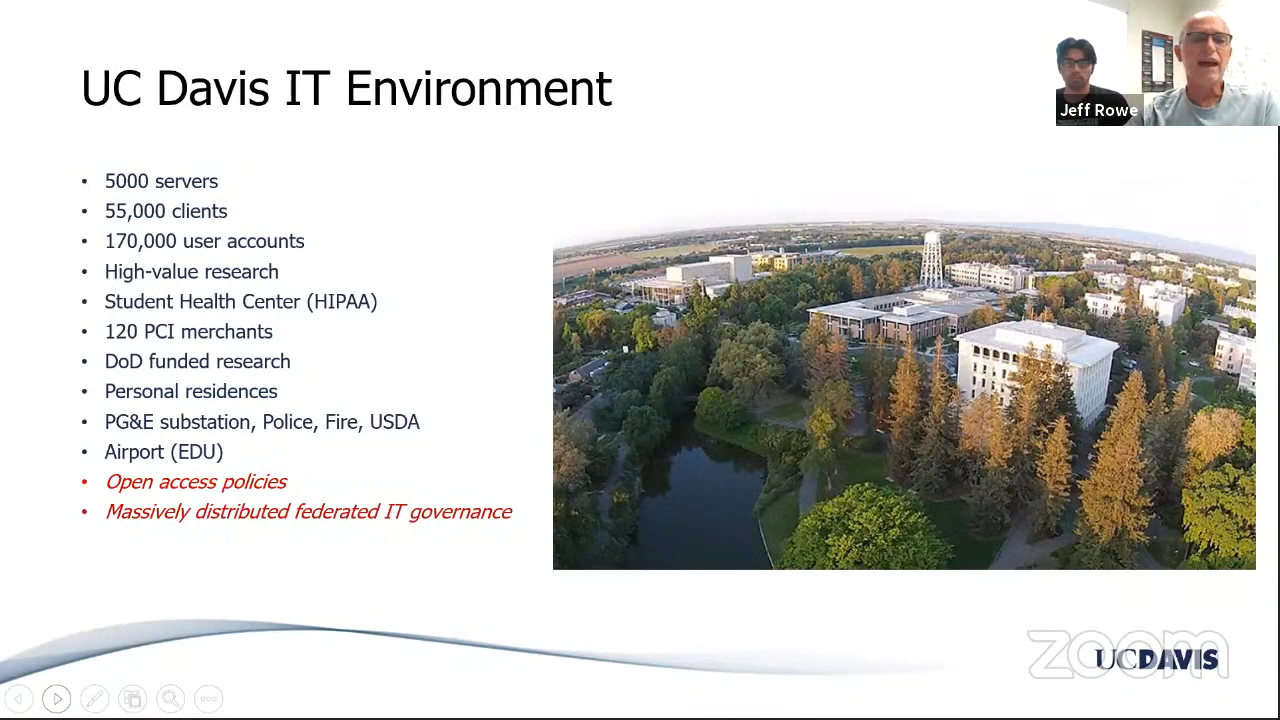 UC Davis IT Environment
Jeff Rowe
• 5000 servers
• 55,000 clients
• 170,000 user accounts
• High-value research
• Student Health Center (HIPAA)
• 120 PCI merchants
• DoD funded research
• Personal residences
• PG&E substation, Police, Fire, USDA
• Airport (EDU)
• Open access policies
• Massively distributed federated IT governance
zoom
UCDAVIS